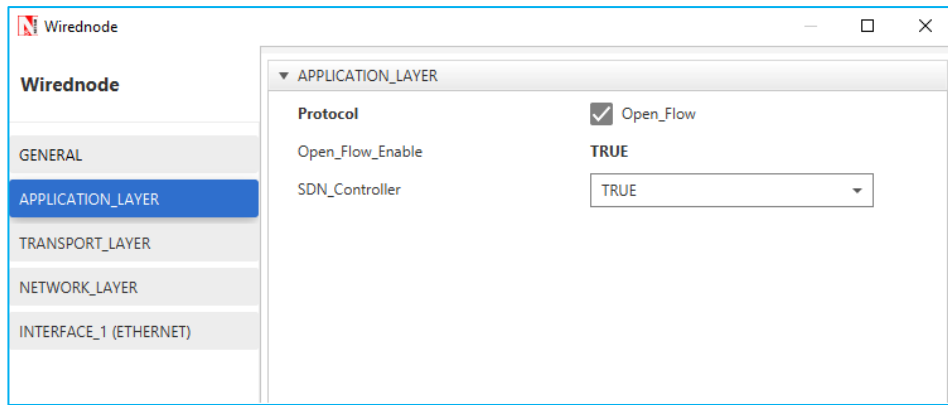 Wirednode
Wirednode
GENERAL
APPLICATION_LAYER
TRANSPORT_LAYER
NETWORK_LAYER
INTERFACE_1 (ETHERNET)
APPLICATION_LAYER
Protocol Open_Flow
Open_Flow_Enable TRUE
SDN_Controller TRUE